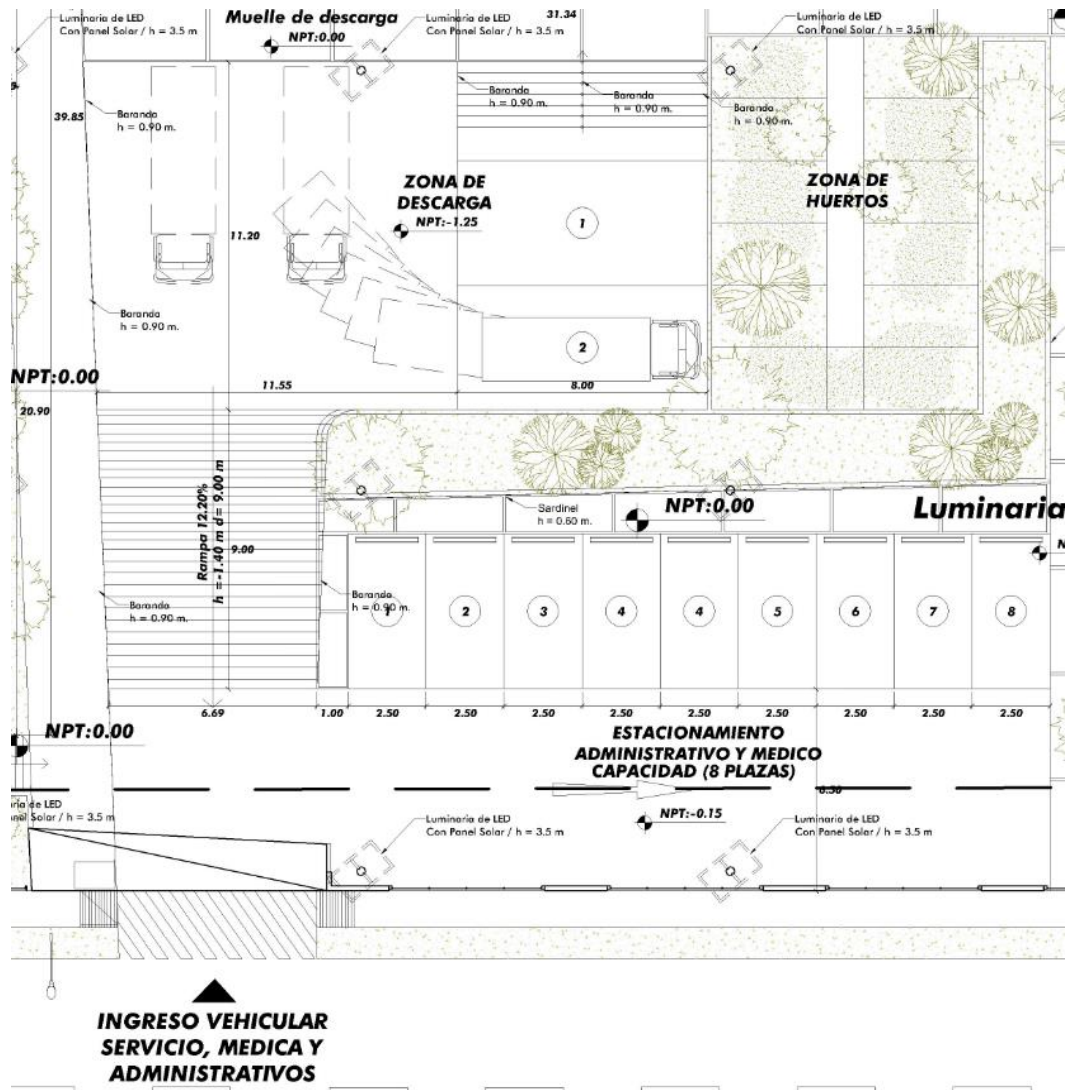 Luminaria de LED
Con Panel Solar / h = 3.5 m
Muelle de descarga
NPT:0.00
Luminaria de LED
Con Panel Solar / h = 3.5 m
31.34
Luminaria de LED
Con Panel Solar / h = 3.5 m
39.85
Baranda
h = 0.90 m.
Baranda
h = 0.90 m.
Baranda
h = 0.90 m.
Baranda
h = 0.90 m.
ZONA DE
DESCARGA
NPT:-1.25
1
ZONA DE
HUERTOS
11.20
Baranda
h = 0.90 m.
2
NPT:0.00
20.90
11.55
8.00
Rampa 12.20%
h =-1.40 m d= 9.00 m
9.00
Sardinel
h = 0.60 m.
NPT:0.00
Luminaria
Baranda
h = 0.90 m.
Baranda
h = 0.90 m.
1
2
3
4
4
5
6
7
8
6.69
1.00
2.50
2.50
2.50
2.50
2.50
2.50
2.50
2.50
2.50
NPT:0.00
ESTACIONAMIENTO
ADMINISTRATIVO Y MEDICO
CAPACIDAD (8 PLAZAS)
NPT:-0.15
de LED
Solar / h = 3.5 m
Luminaria de LED
Con Panel Solar / h = 3.5 m
Luminaria de LED
Con Panel Solar / h = 3.5 m
INGRESO VEHICULAR
SERVICIO, MEDICA Y
ADMINISTRATIVOS